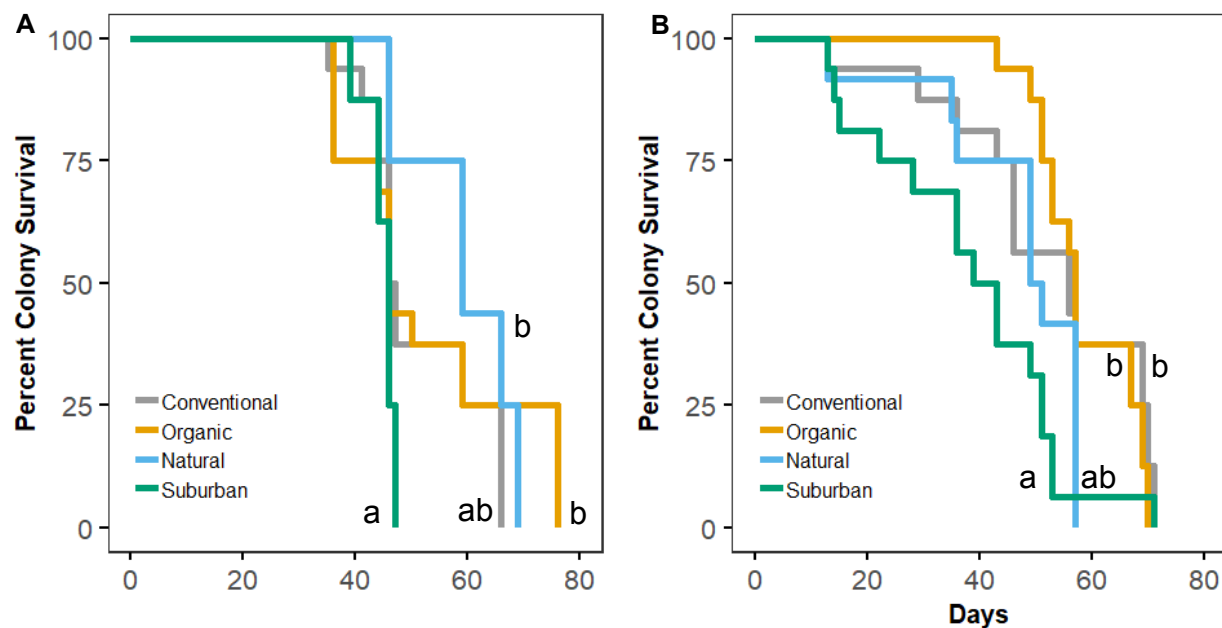 A
Percent Colony Survival
100
75
50
25
0
b
Conventional
Organic
Natural
Suburban
a
ab
b
0
20
40
60
80
B
Percent Colony Survival
100
75
50
25
0
b
b
Conventional
Organic
Natural
Suburban
a
ab
0
20
40
60
80
Days